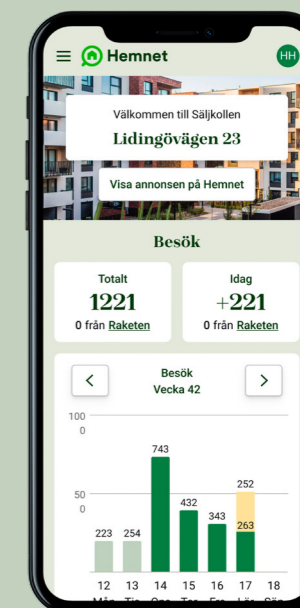 Hemnet
HH
Välkommen till Säljkollen
Lidingövägen 23
Visa annonsen på Hemnet
Besök
Totalt
1221
0 från Raketen
Idag
+221
0 från Raketen
Besök
Vecka 42
100
0
743
50
0
432
343
252
263
223
254
12 13 14 15 16 17 18